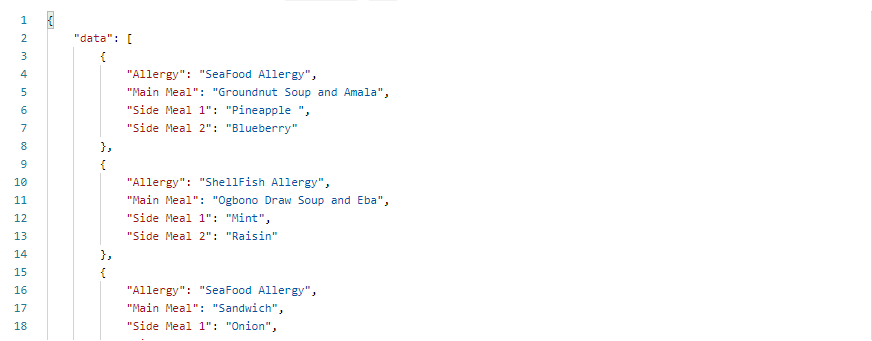 1 {
2 "data": [
3 {
4 "Allergy": "SeaFood Allergy",
5 "Main Meal": "Groundnut Soup and Amala",
6 "Side Meal 1": "Pineapple ",
7 "Side Meal 2": "Blueberry"
8 },
9 {
10 "Allergy": "ShellFish Allergy",
11 "Main Meal": "Ogbono Draw Soup and Eba",
12 "Side Meal 1": "Mint",
13 "Side Meal 2": "Raisin"
14 },
15 {
16 "Allergy": "SeaFood Allergy",
17 "Main Meal": "Sandwich",
18 "Side Meal 1": "Onion",